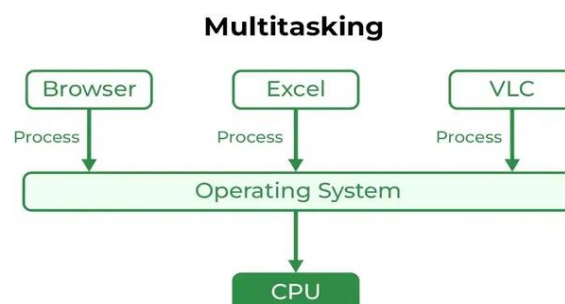 Multitasking
Browser Excel VLC
Process Process Process
Operating System
CPU